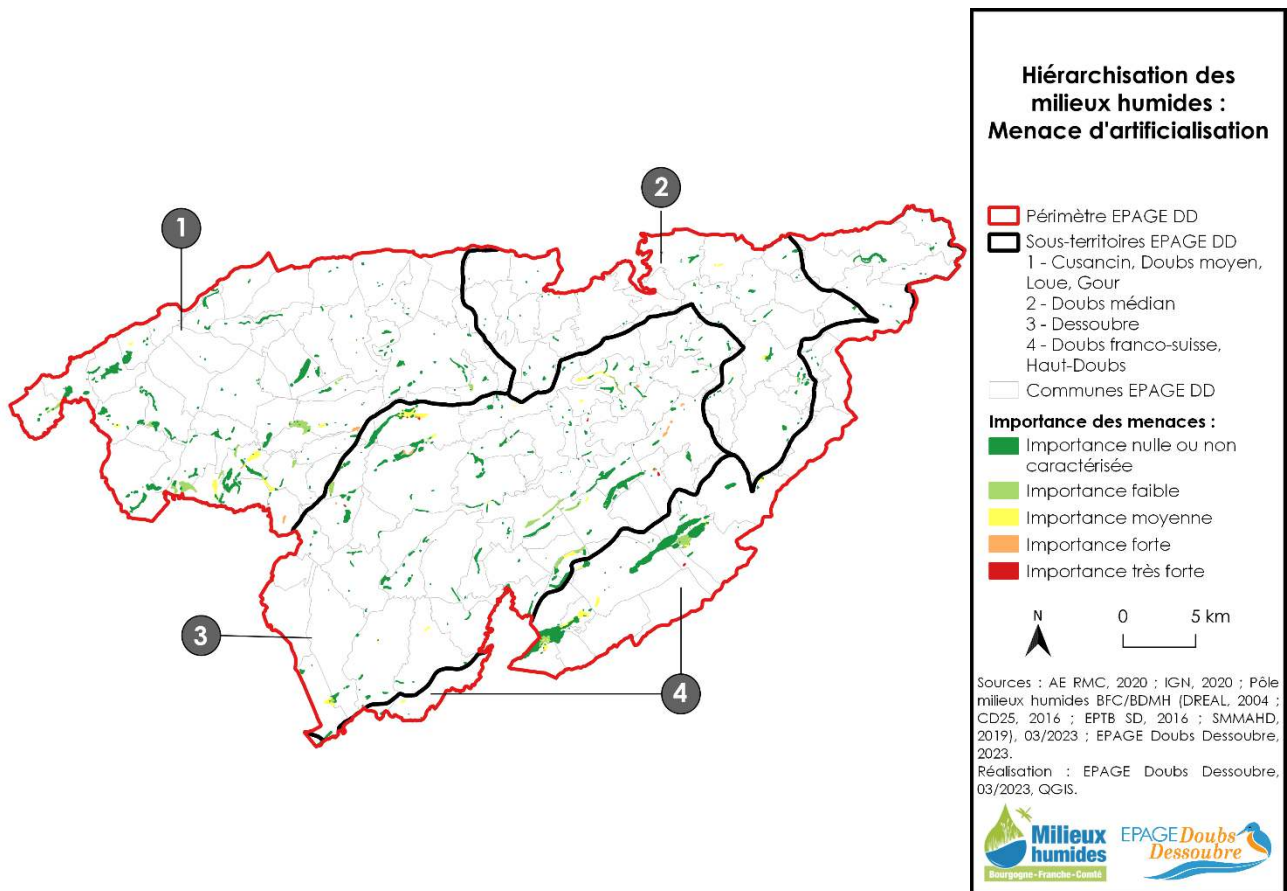 1
2
3
4
Hiérarchisation des
milieux humides :
Menace d'artificialisation
Périmètre EPAGE DD
Sous-territoires EPAGE DD
1 - Cusancin, Doubs moyen,
Loue, Gour
2 - Doubs médian
3 - Dessoubre
4 - Doubs franco-suisse,
Haut-Doubs
Communes EPAGE DD
Importance des menaces :
Importance nulle ou non
caractérisée
Importance faible
Importance moyenne
Importance forte
Importance très forte
N
0 5 km
Sources : AE RMC, 2020 ; IGN, 2020 ; Pôle
milieux humides BFC/BDMH (DREAL, 2004 ;
CD25, 2016 ; EPTB SD, 2016 ; SMMAHD,
2019), 03/2023 ; EPAGE Doubs Dessoubre,
2023.
Réalisation : EPAGE Doubs Dessoubre,
03/2023, QGIS.
Milieux
humides
Bourgogne-Franche-Comté
EPAGE Doubs
Dessoubre